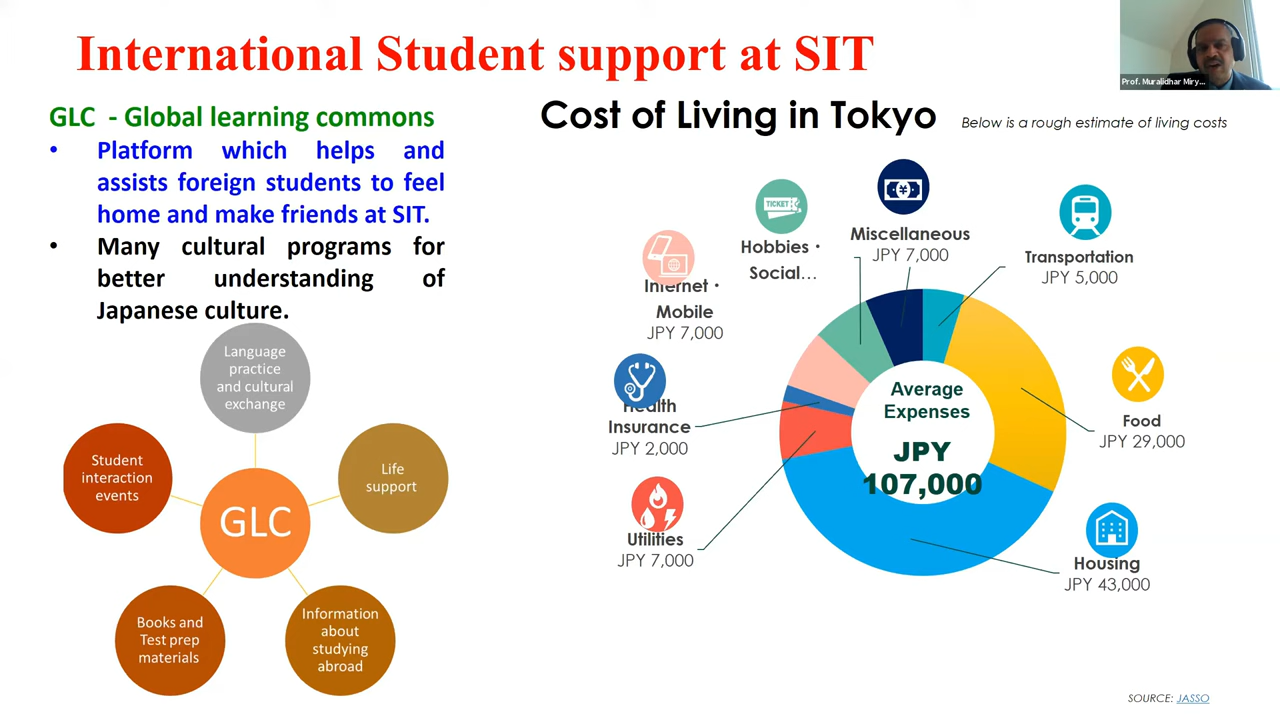 International Student support at SIT
Prof. Muralidhar Miry...
GLC - Global learning commons
• Platform which helps and
assists foreign students to feel
home and make friends at SIT.
• Many cultural programs for
better understanding of
Japanese culture.
Language
practice
and cultural
exchange
Student
interaction
events
Life
support
GLC
Books and
Test prep
materials
Information
about
studying
abroad
Cost of Living in Tokyo
Below is a rough estimate of living costs
TICKET
Hobbies・
Social...
Miscellaneous
JPY 7,000
Transportation
JPY 5,000
Internet・
Mobile
JPY 7,000
Health
Insurance
JPY 2,000
Utilities
JPY 7,000
Average
Expenses
JPY
107,000
Food
JPY 29,000
Housing
JPY 43,000
SOURCE: JASSO